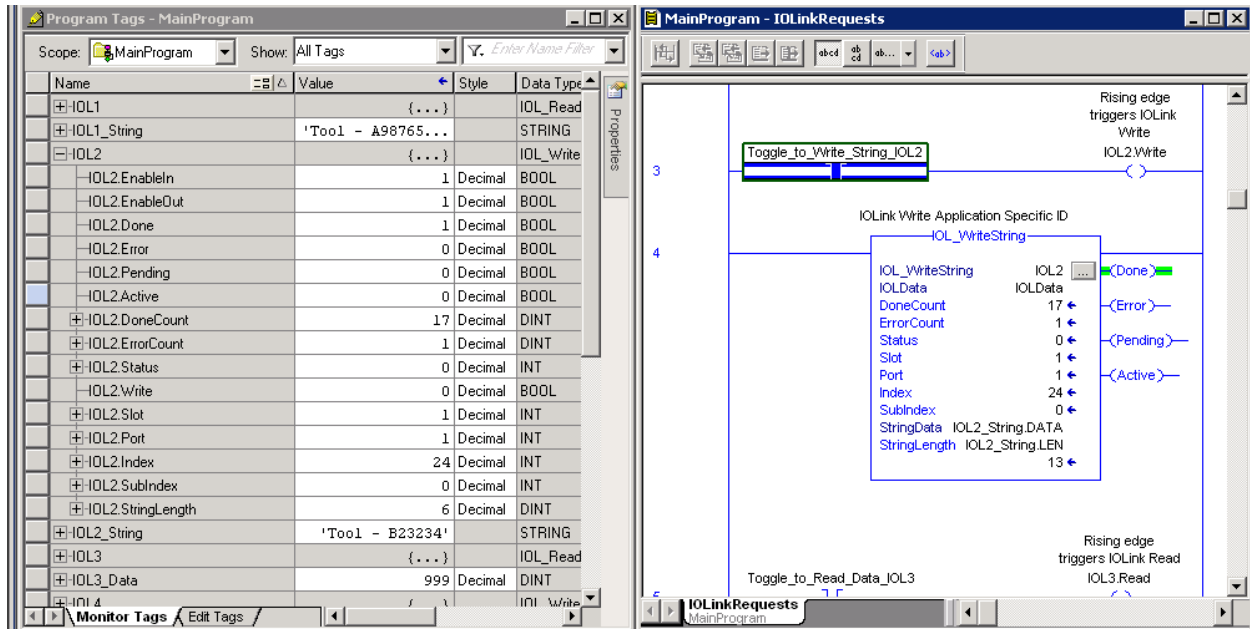 Program Tags - MainProgram
Scope: MainProgram Show: All Tags Enter Name Filter
Name Value Style Data Type
IOL1 {...} IOL_Read
IOL1_String 'Tool - A98765... STRING
IOL2 {...} IOL_Write
IOL2.EnableIn 1 Decimal BOOL
IOL2.EnableOut 1 Decimal BOOL
IOL2.Done 1 Decimal BOOL
IOL2.Error 0 Decimal BOOL
IOL2.Pending 0 Decimal BOOL
IOL2.Active 0 Decimal BOOL
IOL2.DoneCount 17 Decimal DINT
IOL2.ErrorCount 1 Decimal DINT
IOL2.Status 0 Decimal INT
IOL2.Write 0 Decimal BOOL
IOL2.Slot 1 Decimal INT
IOL2.Port 1 Decimal INT
IOL2.Index 24 Decimal INT
IOL2.SubIndex 0 Decimal INT
IOL2.StringLength 6 Decimal DINT
IOL2_String 'Tool - B23234' STRING
IOL3 {...} IOL_Read
IOL3_Data 999 Decimal DINT
IOL4 IOL_Write
Monitor Tags Edit Tags
Properties
MainProgram - IOLinkRequests
abcd ab cd ab... <ab>
Rising edge
triggers IOLink
Write
Toggle_to_Write_String_IOL2 IOL2.Write
3
IOLink Write Application Specific ID
IOL_WriteString
4
IOL_WriteString IOL2 ... (Done)
IOLData IOLData
DoneCount 17 (Error)
ErrorCount 1
Status 0 (Pending)
Slot 1
Port 1 (Active)
Index 24
SubIndex 0
StringData IOL2_String.DATA
StringLength IOL2_String.LEN
13
Rising edge
triggers IOLink Read
Toggle_to_Read_Data_IOL3 IOL3.Read
5
IOLinkRequests
MainProgram